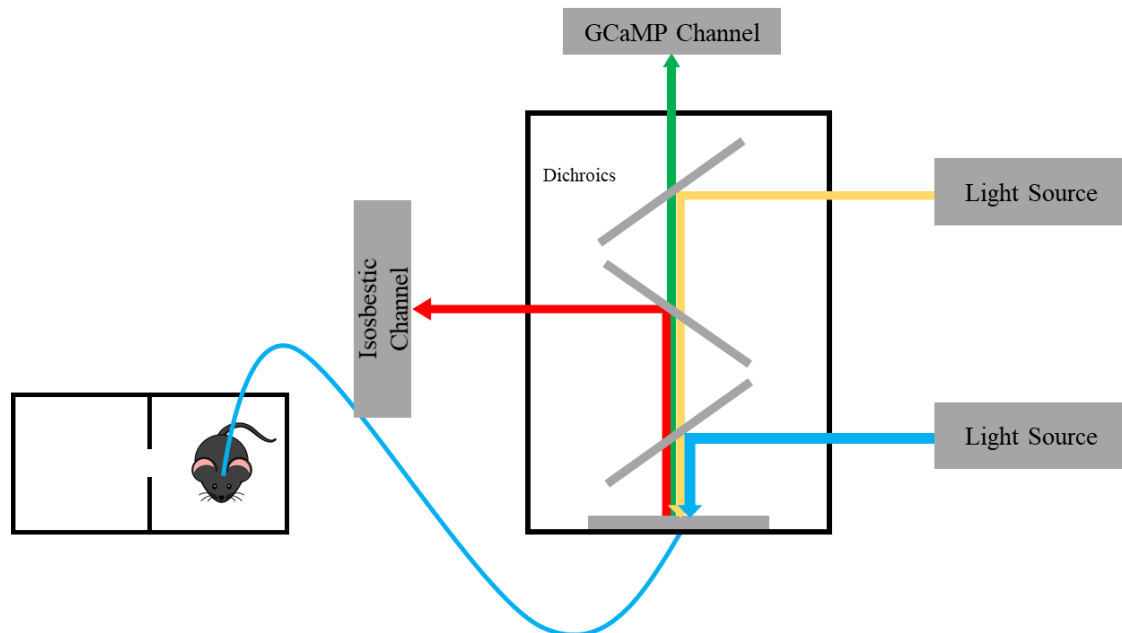 GCaMP Channel
Dichroics
Light Source
Isosbestic
Channel
Light Source